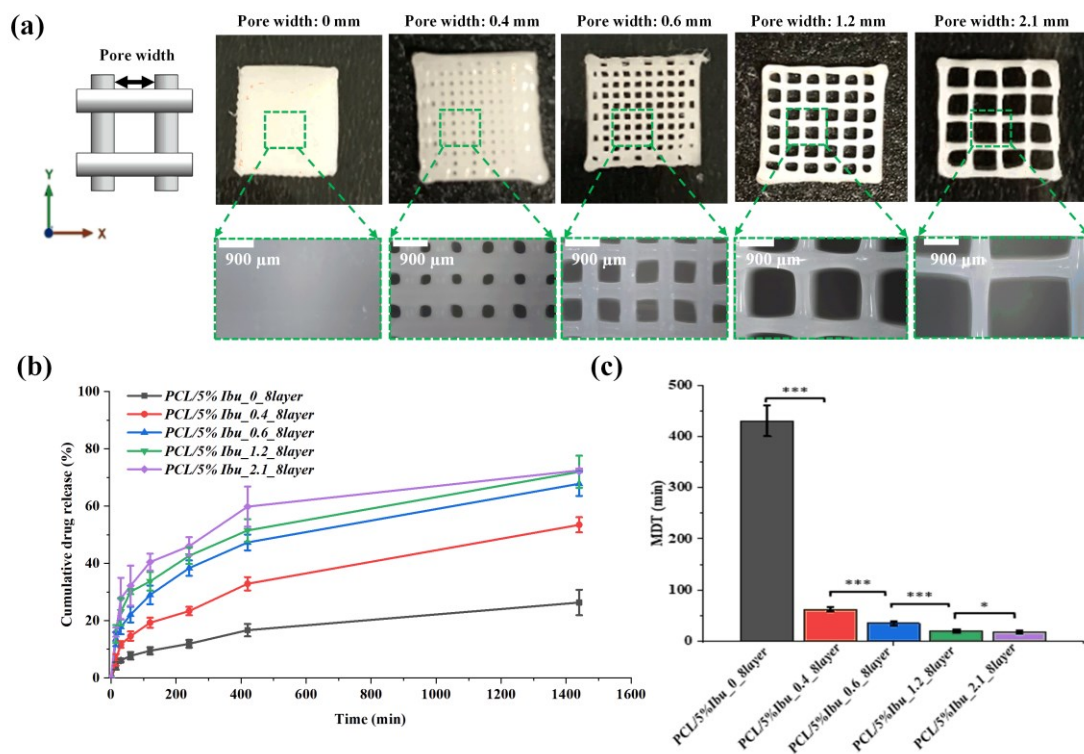 (a)
Pore width
Y
X
Pore width: 0 mm
Pore width: 0.4 mm
Pore width: 0.6 mm
Pore width: 1.2 mm
Pore width: 2.1 mm
900 µm
900 µm
900 µm
900 µm
900 µm
(b)
Cumulative drug release (%)
100
80
60
40
20
0
PCL/5% Ibu_0_8layer
PCL/5% Ibu_0.4_8layer
PCL/5% Ibu_0.6_8layer
PCL/5% Ibu_1.2_8layer
PCL/5% Ibu_2.1_8layer
0 200 400 600 800 1000 1200 1400 1600
Time (min)
(c)
MDT (min)
500
400
300
200
100
0
***
***
***
*
PCL/5%Ibu_0_8layer
PCL/5%Ibu_0.4_8layer
PCL/5%Ibu_0.6_8layer
PCL/5%Ibu_1.2_8layer
PCL/5%Ibu_2.1_8layer